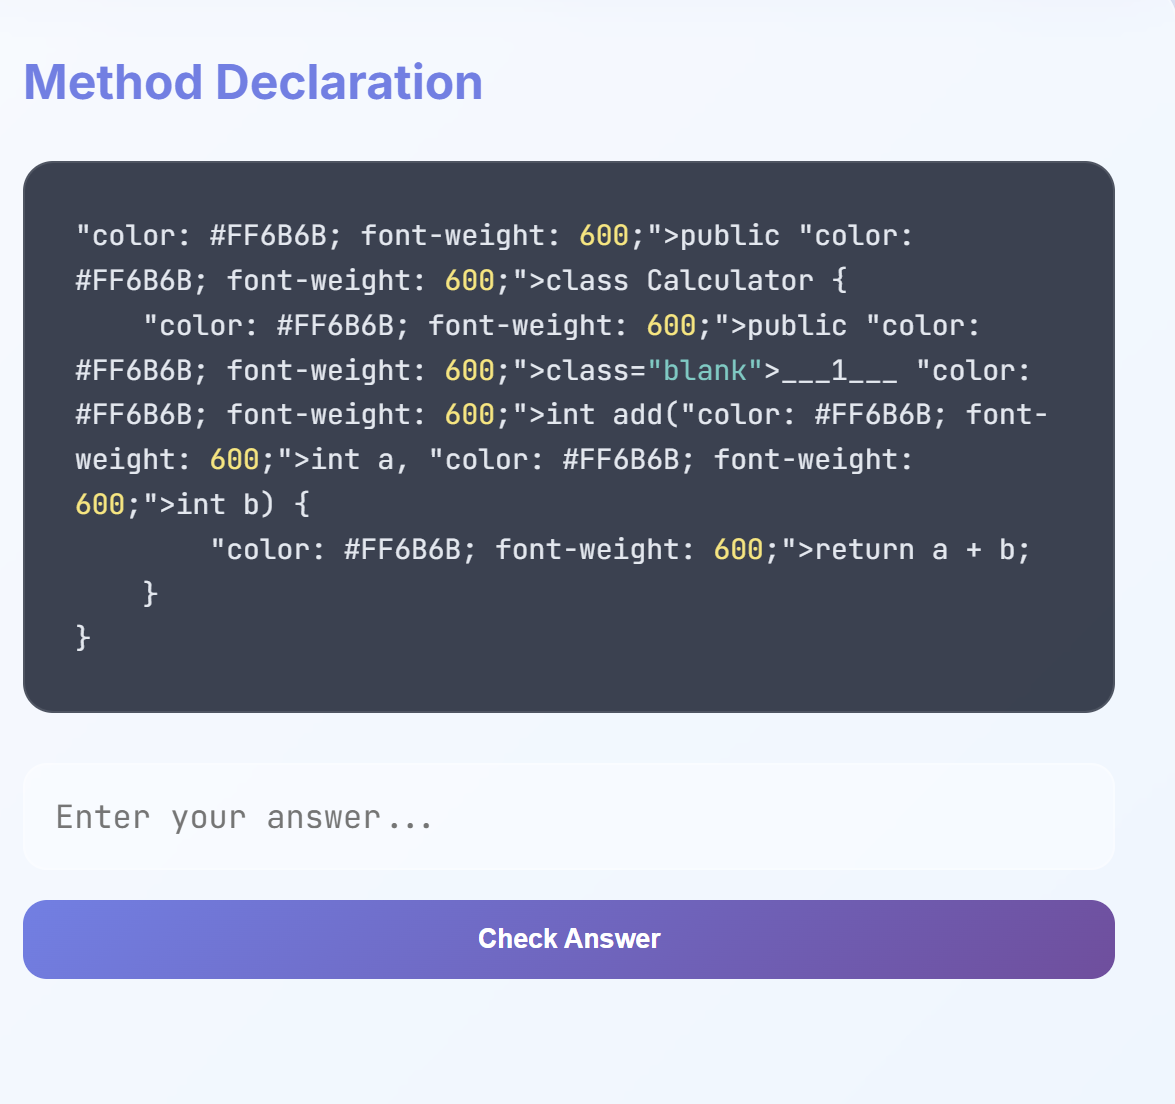 Method Declaration
"color: #FF6B6B; font-weight: 600;">public "color:
#FF6B6B; font-weight: 600;">class Calculator {
    "color: #FF6B6B; font-weight: 600;">public "color:
#FF6B6B; font-weight: 600;">class="blank">___1___ "color:
#FF6B6B; font-weight: 600;">int add("color: #FF6B6B; font-
weight: 600;">int a, "color: #FF6B6B; font-weight:
600;">int b) {
        "color: #FF6B6B; font-weight: 600;">return a + b;
    }
}
Enter your answer...
Check Answer